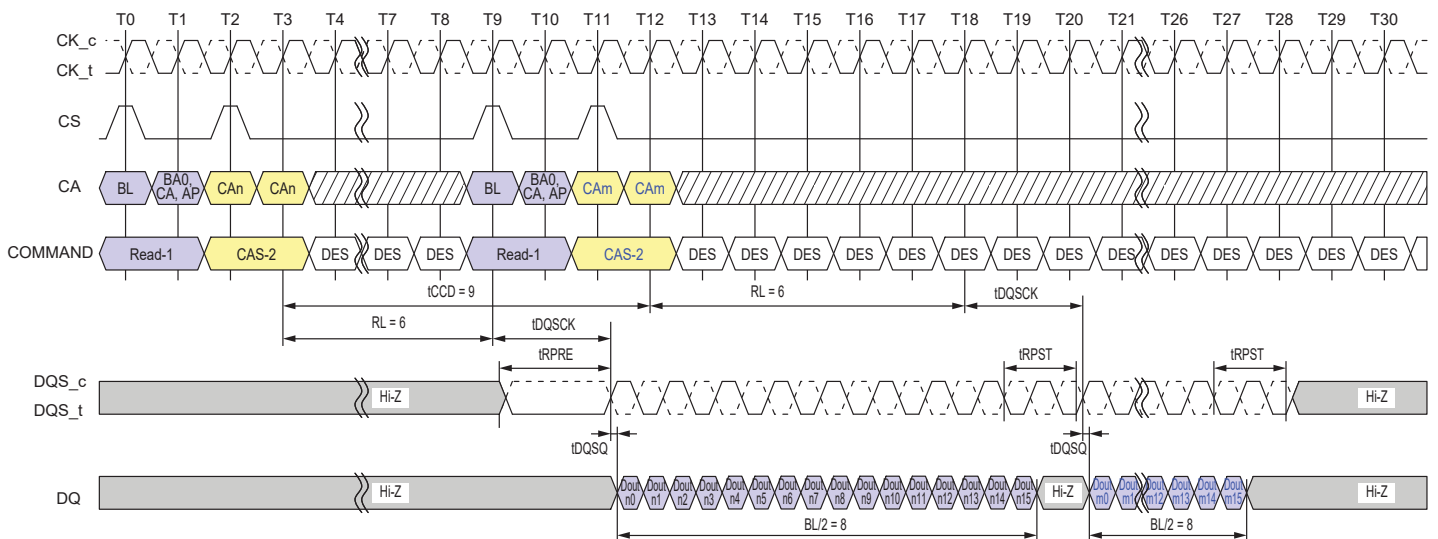 T0 T1 T2 T3 T4 T7 T8 T9 T10 T11 T12 T13 T14 T15 T16 T17 T18 T19 T20 T21 T26 T27 T28 T29 T30
CK_c
CK_t
CS
CA BL BA0, CA, AP CAn CAn BL BA0, CA, AP CAm CAm
COMMAND Read-1 CAS-2 DES DES DES Read-1 CAS-2 DES DES DES DES DES DES DES DES DES DES DES DES DES DES
tCCD = 9 RL = 6 tDQSCK
RL = 6 tDQSCK
tRPRE tRPST tRPST
DQS_c
DQS_t
Hi-Z Hi-Z
tDQSQ tDQSQ
DQ Hi-Z Dout n0 Dout n1 Dout n2 Dout n3 Dout n4 Dout n5 Dout n6 Dout n7 Dout n8 Dout n9 Dout n10 Dout n11 Dout n12 Dout n13 Dout n14 Dout n15 Hi-Z Dout m0 Dout m1 Dout m12 Dout m13 Dout m14 Dout m15 Hi-Z
BL/2 = 8 BL/2 = 8